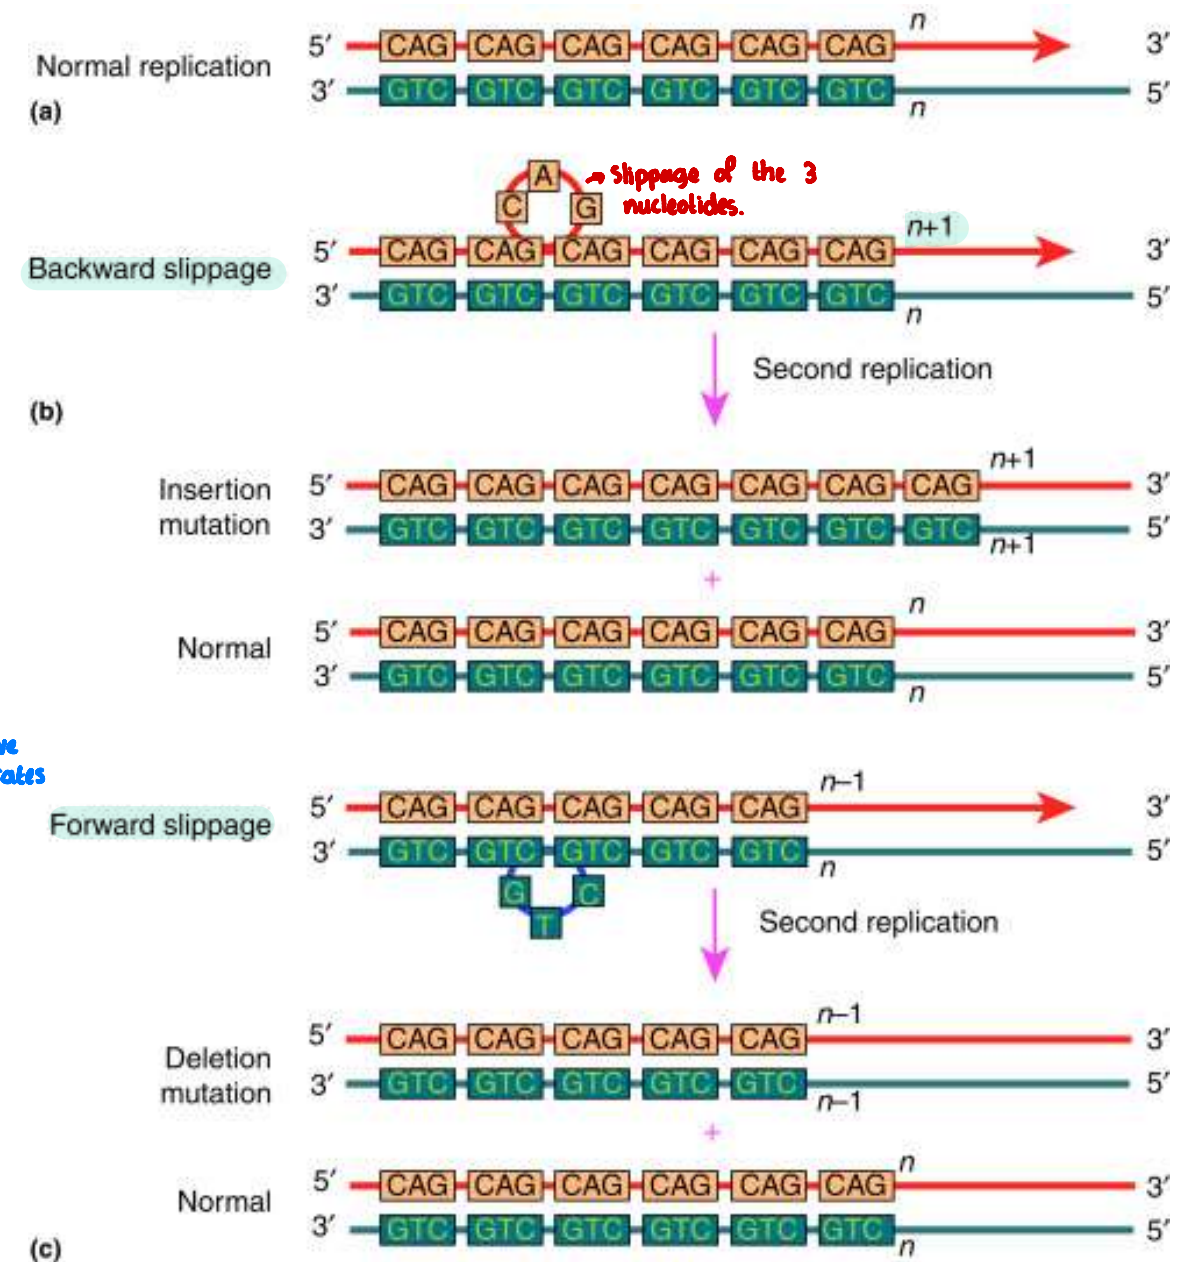 n
5′ CAG CAG CAG CAG CAG CAG 3′
Normal replication
3′ GTC GTC GTC GTC GTC GTC 5′
n
(a)
A
C G
→ Slippage of the 3
nucleotides.
n+1
5′ CAG CAG CAG CAG CAG CAG 3′
Backward slippage
3′ GTC GTC GTC GTC GTC GTC 5′
n
Second replication
(b)
n+1
Insertion
mutation
5′ CAG CAG CAG CAG CAG CAG CAG 3′
3′ GTC GTC GTC GTC GTC GTC GTC 5′
n+1
+
n
5′ CAG CAG CAG CAG CAG CAG 3′
Normal
3′ GTC GTC GTC GTC GTC GTC 5′
n
n–1
5′ CAG CAG CAG CAG CAG 3′
Forward slippage
3′ GTC GTC GTC GTC GTC 5′
n
G C
T
Second replication
n–1
5′ CAG CAG CAG CAG CAG 3′
Deletion
mutation
3′ GTC GTC GTC GTC GTC 5′
n–1
+
n
5′ CAG CAG CAG CAG CAG CAG 3′
Normal
3′ GTC GTC GTC GTC GTC GTC 5′
n
(c)